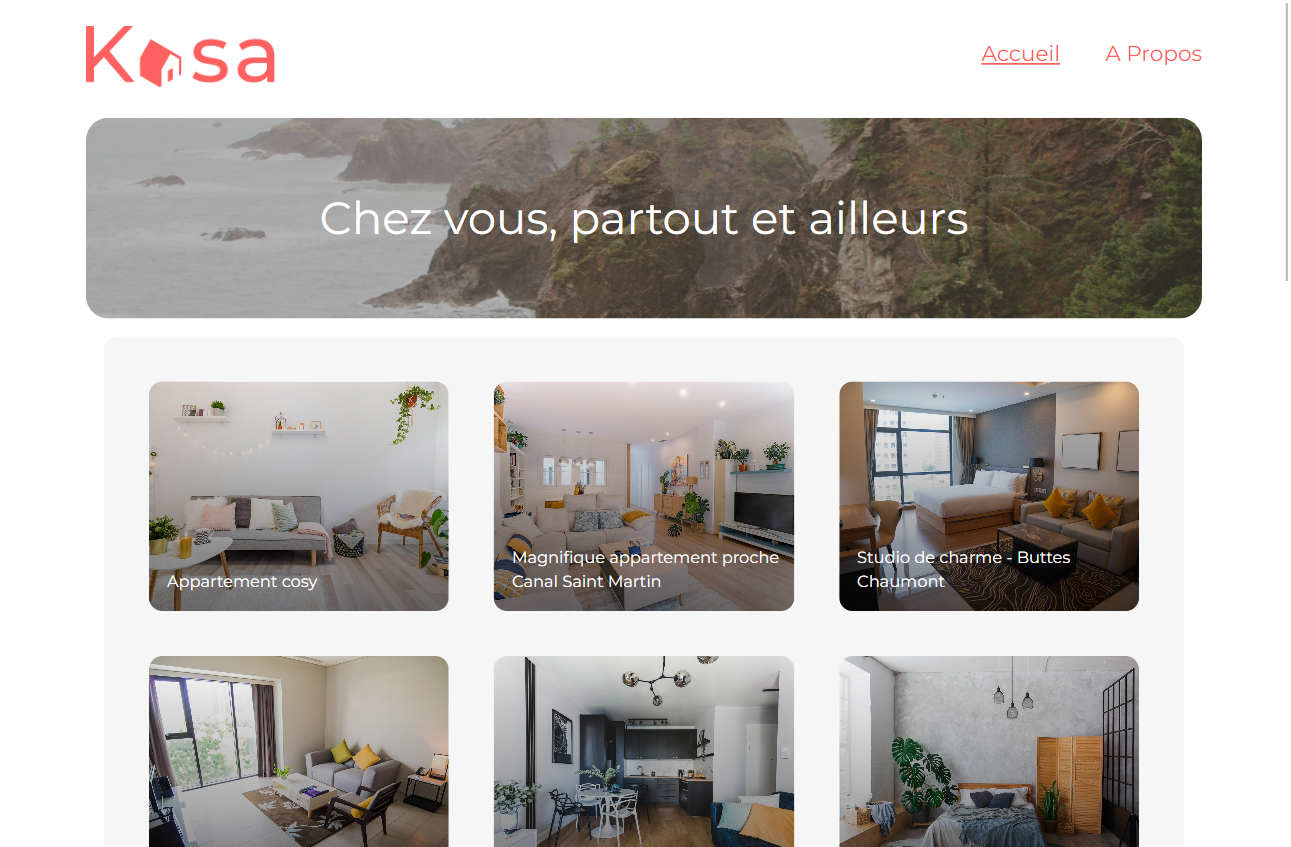 Kasa
Accueil
A Propos
Chez vous, partout et ailleurs
Appartement cosy
Magnifique appartement proche
Canal Saint Martin
Studio de charme - Buttes
Chaumont